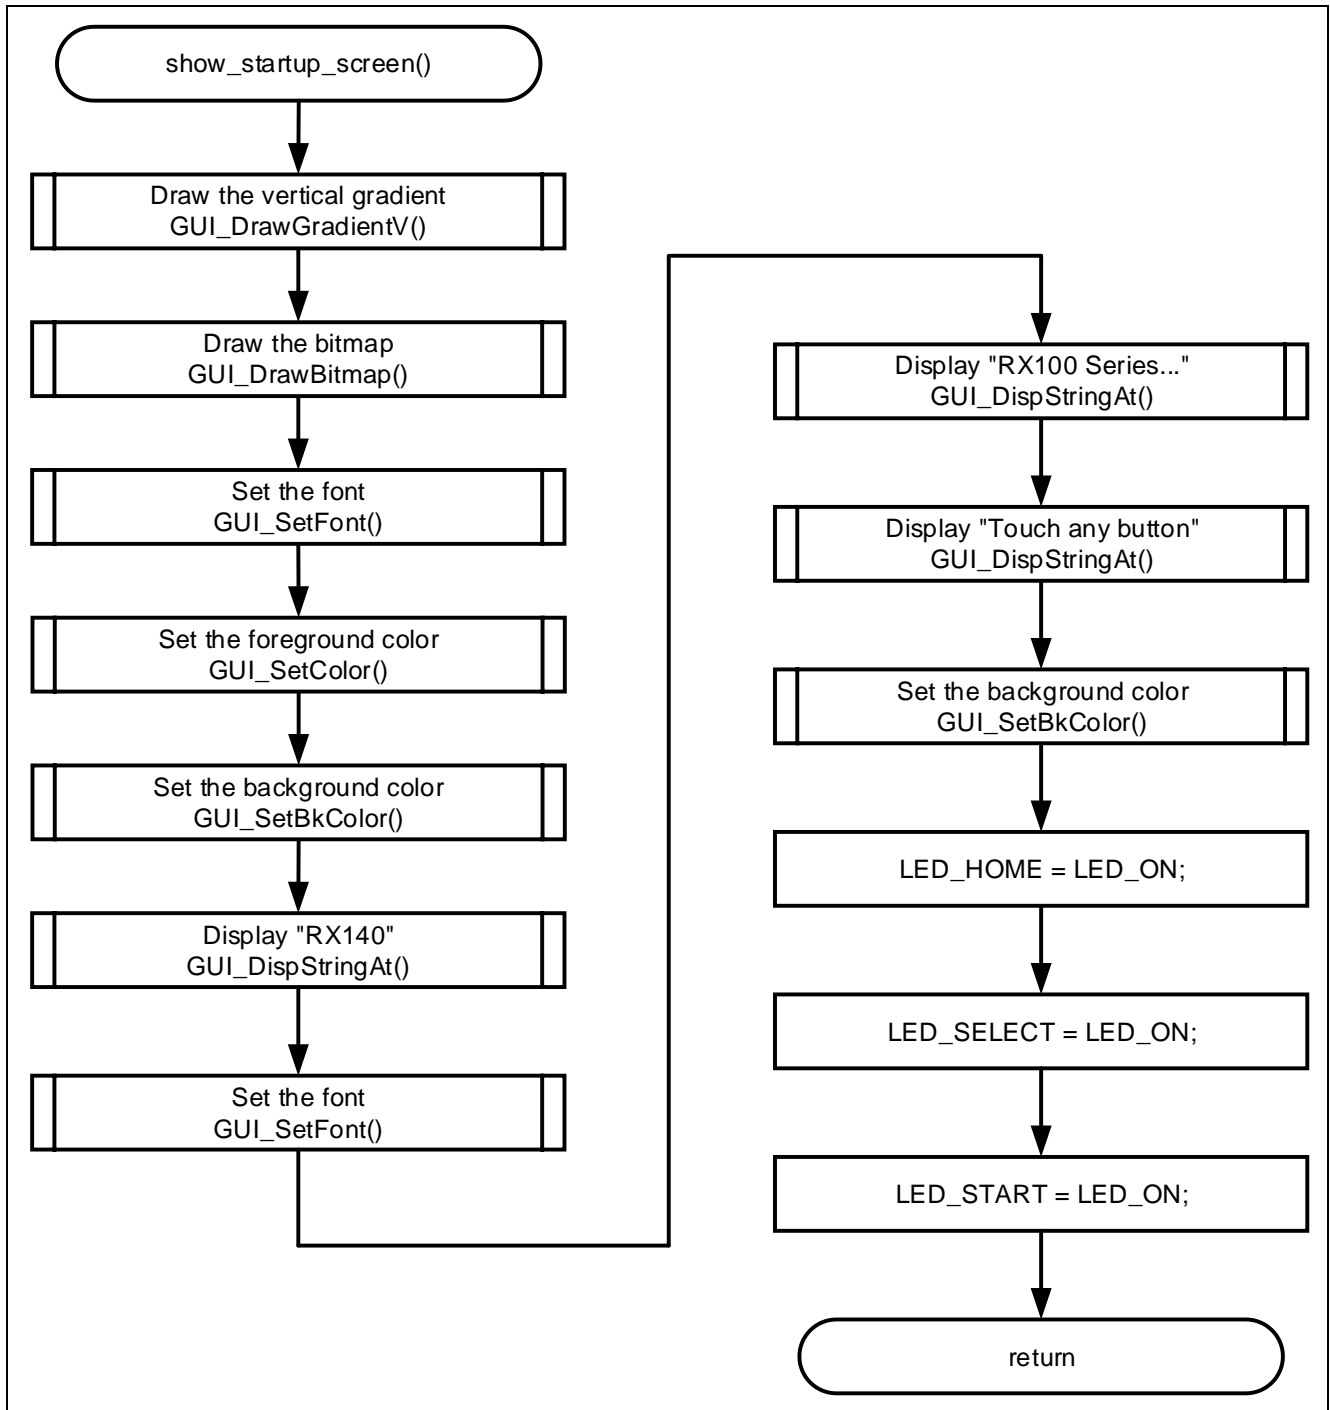 show_startup_screen()
Draw the vertical gradient
GUI_DrawGradientV()
Draw the bitmap
GUI_DrawBitmap()
Set the font
GUI_SetFont()
Set the foreground color
GUI_SetColor()
Set the background color
GUI_SetBkColor()
Display "RX140"
GUI_DispStringAt()
Set the font
GUI_SetFont()
Display "RX100 Series..."
GUI_DispStringAt()
Display "Touch any button"
GUI_DispStringAt()
Set the background color
GUI_SetBkColor()
LED_HOME = LED_ON;
LED_SELECT = LED_ON;
LED_START = LED_ON;
return